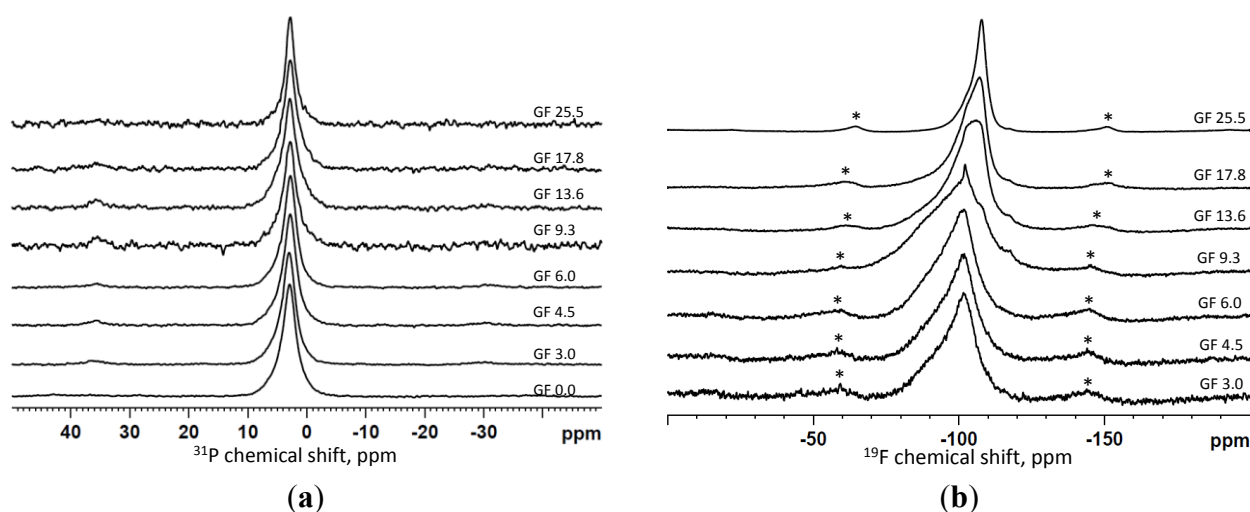 GF 25.5
GF 17.8
GF 13.6
GF 9.3
GF 6.0
GF 4.5
GF 3.0
GF 0.0
40 30 20 10 0 -10 -20 -30 ppm
³¹P chemical shift, ppm
(a)
* *
GF 25.5
* *
GF 17.8
* *
GF 13.6
* *
GF 9.3
* *
GF 6.0
* *
GF 4.5
* *
GF 3.0
-50 -100 -150 ppm
¹⁹F chemical shift, ppm
(b)